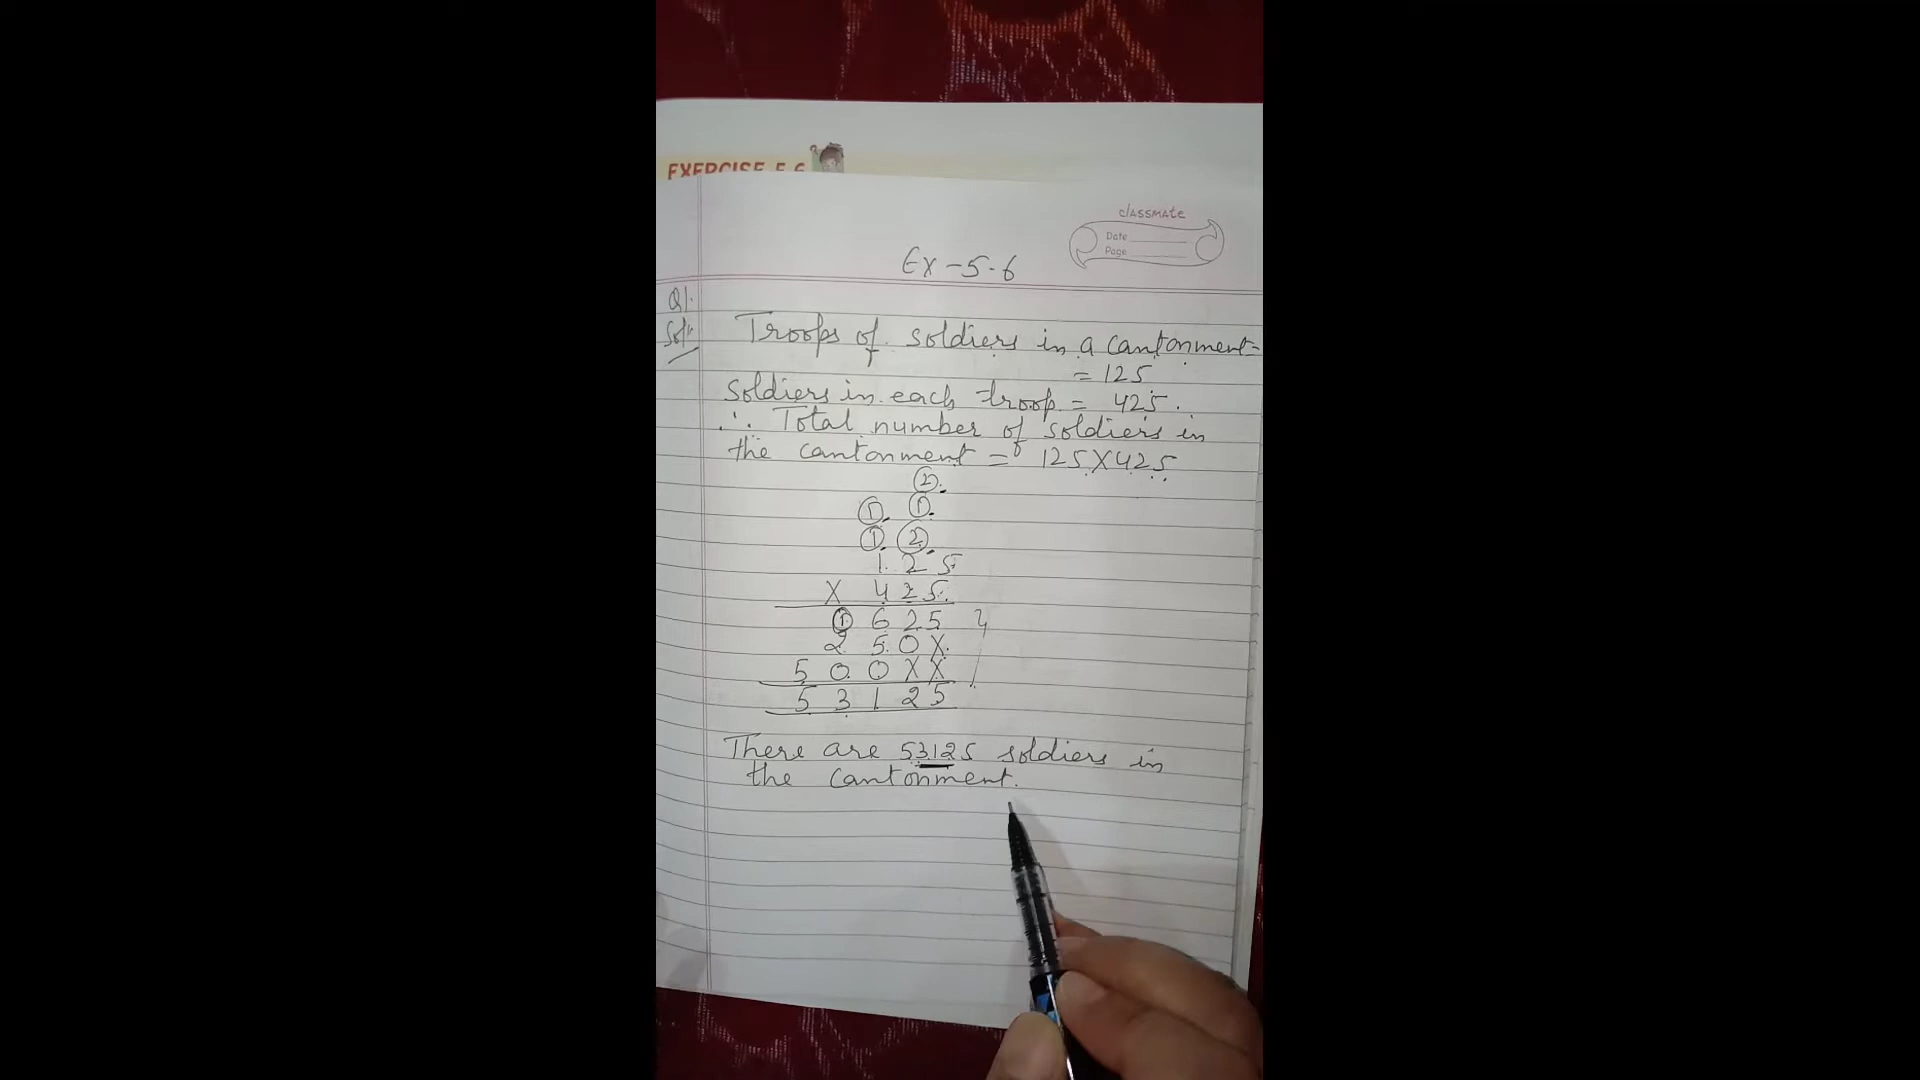 EXERCISE 5.6
classmate
Date
Page
Ex - 5.6
Q1.
Sol:
Troops of soldiers in a cantonment -
= 125
Soldiers in each troop = 425.
∴ Total number of soldiers in
the cantonment = 125X425
②
① ①
① ②
1 2 5
X 4 2 5
① 6 2 5
2 5 0 X
5 0 0 X X
5 3 1 2 5
There are 53125 soldiers in
the cantonment.